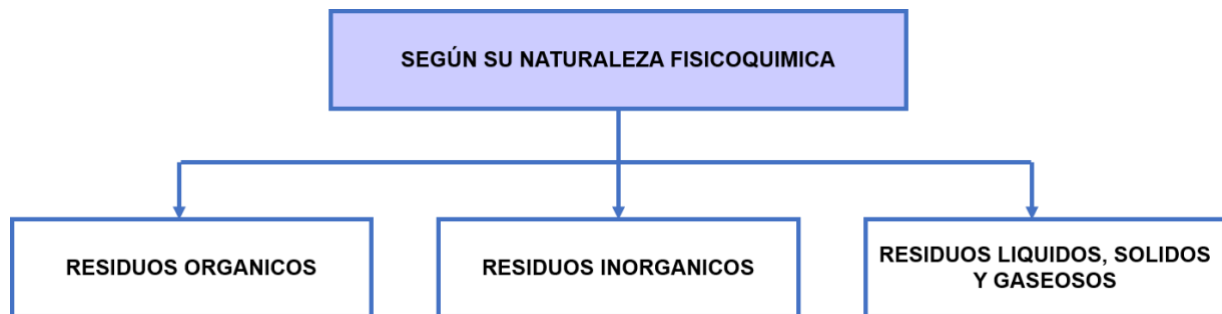 SEGÚN SU NATURALEZA FISICOQUIMICA
RESIDUOS ORGANICOS
RESIDUOS INORGANICOS
RESIDUOS LIQUIDOS, SOLIDOS
Y GASEOSOS